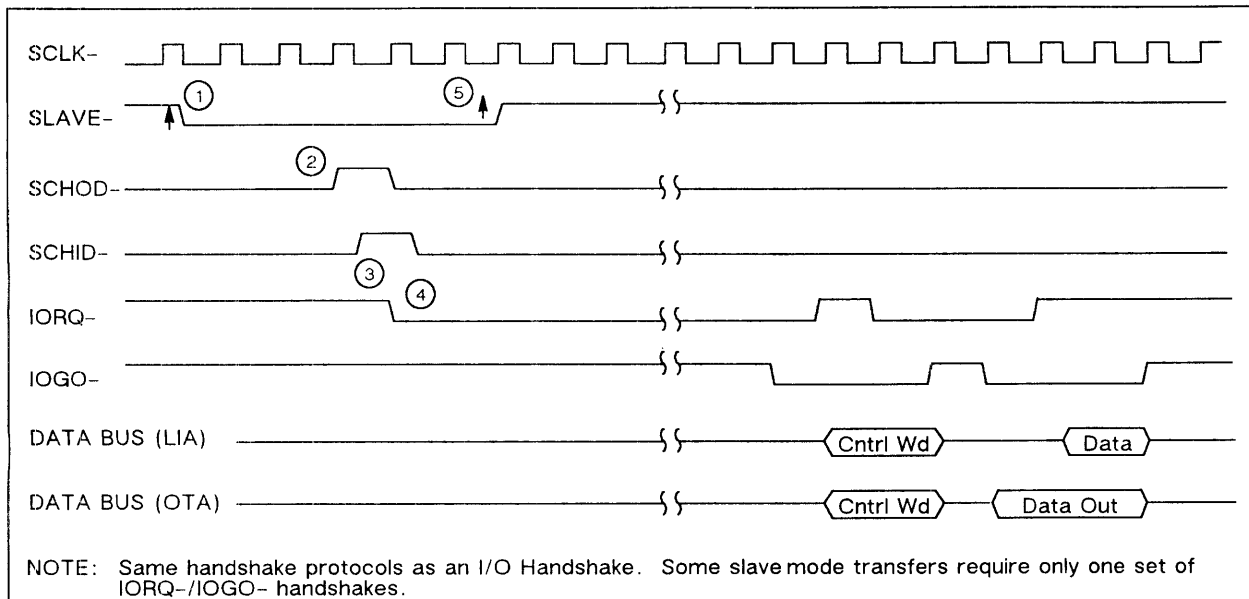 SCLK-
SLAVE-
1
5
SCHOD-
2
SCHID-
3
4
IORQ-
IOGO-
DATA BUS (LIA)
Cntrl Wd
Data
DATA BUS (OTA)
Cntrl Wd
Data Out
NOTE: Same handshake protocols as an I/O Handshake. Some slave mode transfers require only one set of
IORQ-/IOGO- handshakes.